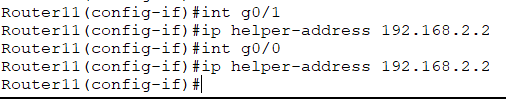 Router11(config-if)#int g0/1
Router11(config-if)#ip helper-address 192.168.2.2
Router11(config-if)#int g0/0
Router11(config-if)#ip helper-address 192.168.2.2
Router11(config-if)#